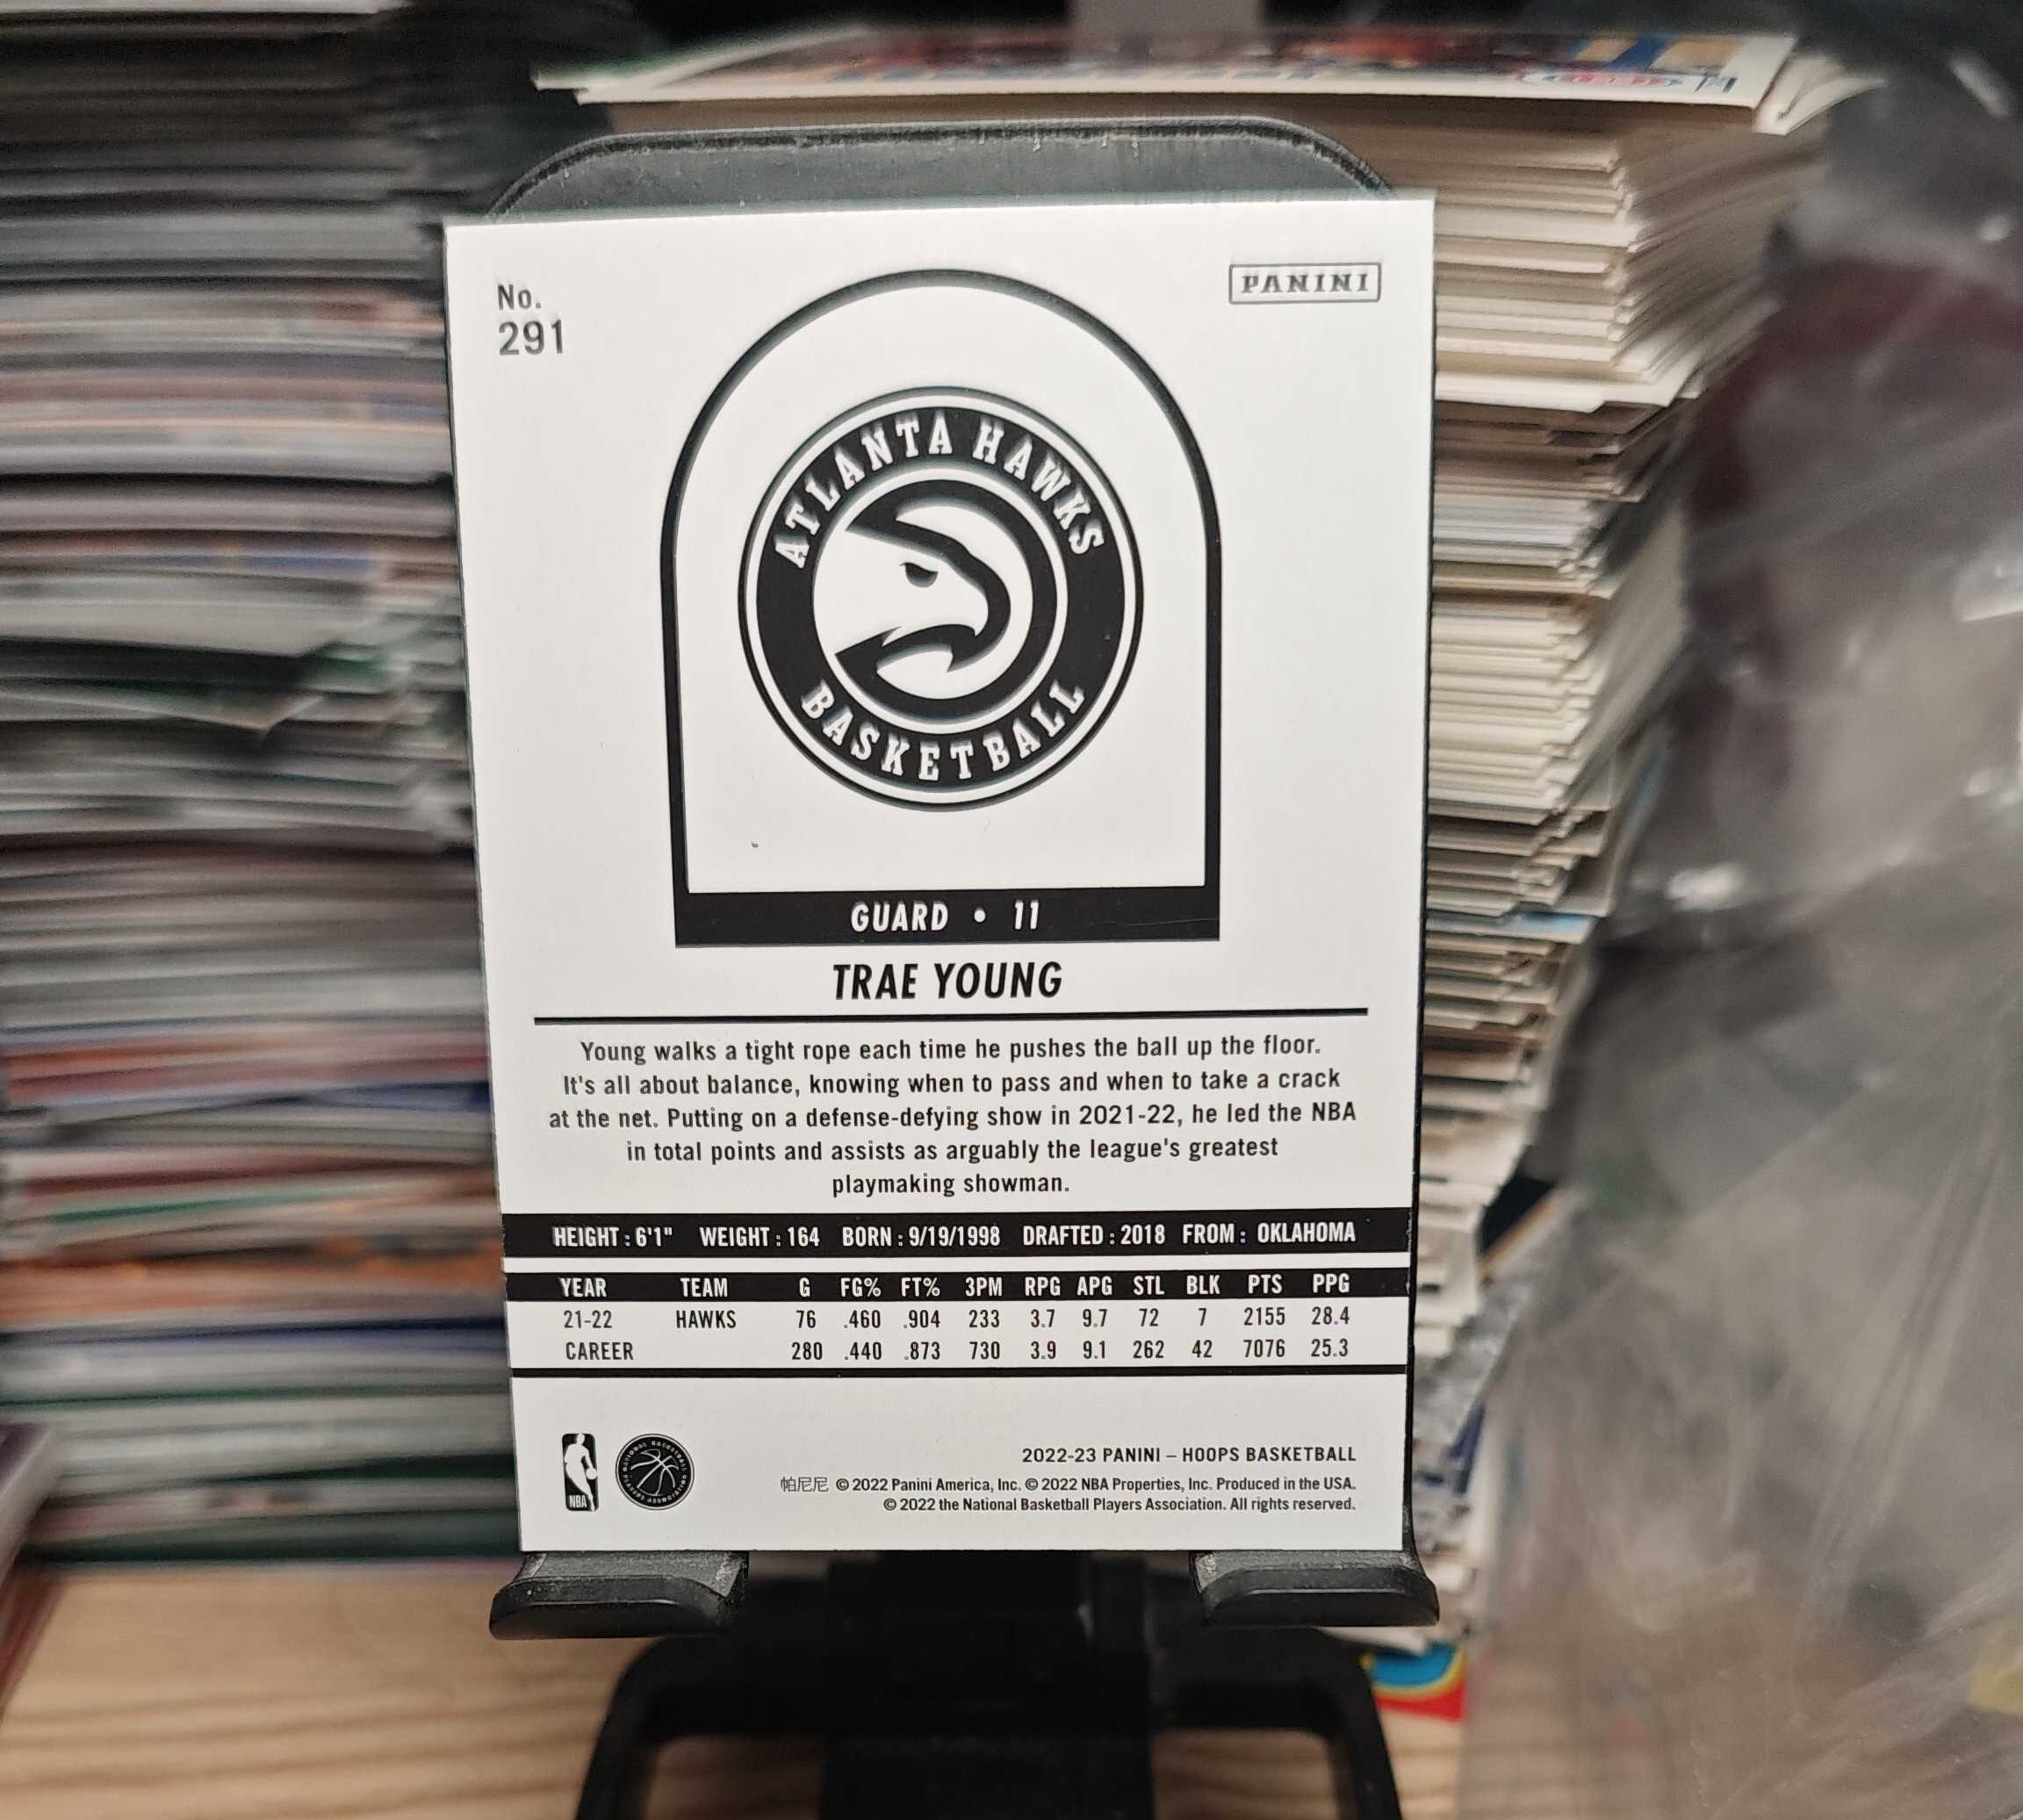 No.
291
PANINI
ATLANTA HAWKS
BASKETBALL
GUARD • 11
TRAE YOUNG
Young walks a tight rope each time he pushes the ball up the floor.
It's all about balance, knowing when to pass and when to take a crack
at the net. Putting on a defense-defying show in 2021-22, he led the NBA
in total points and assists as arguably the league's greatest
playmaking showman.
HEIGHT : 6'1" WEIGHT : 164 BORN : 9/19/1998 DRAFTED : 2018 FROM : OKLAHOMA
YEAR TEAM G FG% FT% 3PM RPG APG STL BLK PTS PPG
21-22 HAWKS 76 .460 .904 233 3.7 9.7 72 7 2155 28.4
CAREER 280 .440 .873 730 3.9 9.1 262 42 7076 25.3
NBA
NATIONAL BASKETBALL PLAYERS ASSOCIATION
2022-23 PANINI – HOOPS BASKETBALL
帕尼尼 © 2022 Panini America, Inc. © 2022 NBA Properties, Inc. Produced in the USA.
© 2022 the National Basketball Players Association. All rights reserved.